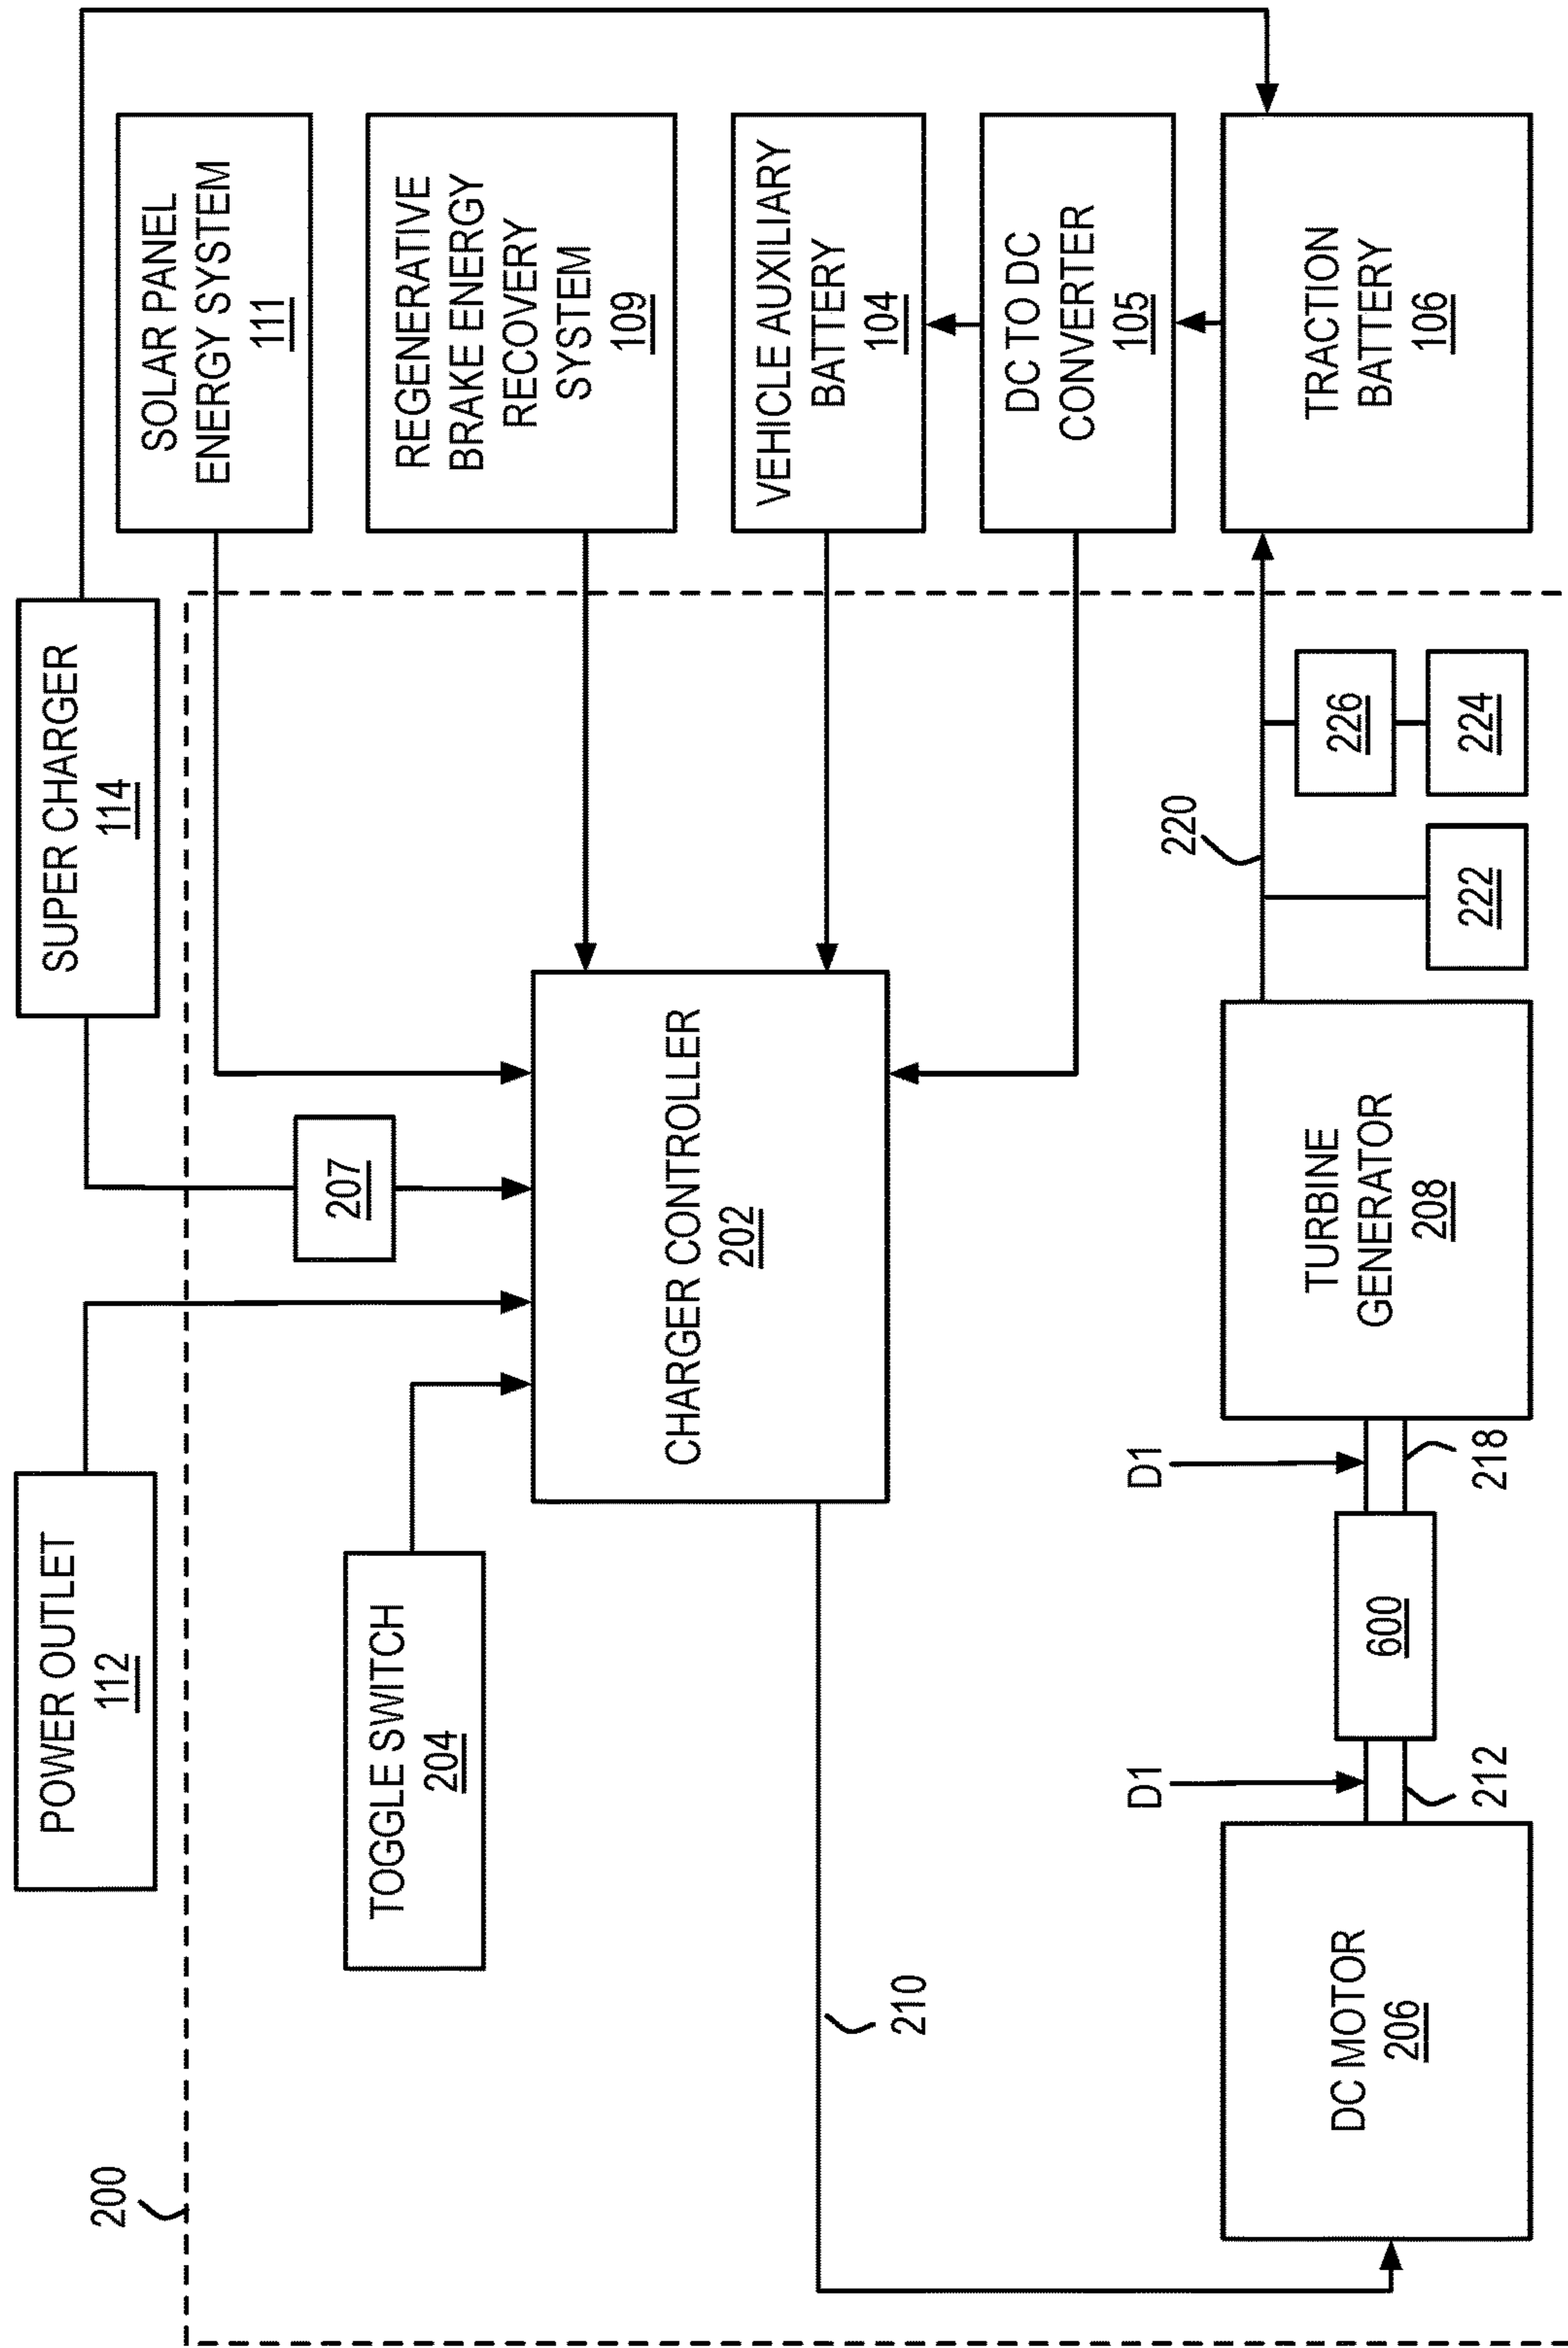 200
POWER OUTLET
112
SUPER CHARGER
114
SOLAR PANEL
ENERGY SYSTEM
111
TOGGLE SWITCH
204
207
REGENERATIVE
BRAKE ENERGY
RECOVERY
SYSTEM
109
CHARGER CONTROLLER
202
VEHICLE AUXILIARY
BATTERY
104
210
DC TO DC
CONVERTER
105
D1
D1
220
DC MOTOR
206
600
TURBINE
GENERATOR
208
226
TRACTION
BATTERY
106
212
218
222
224